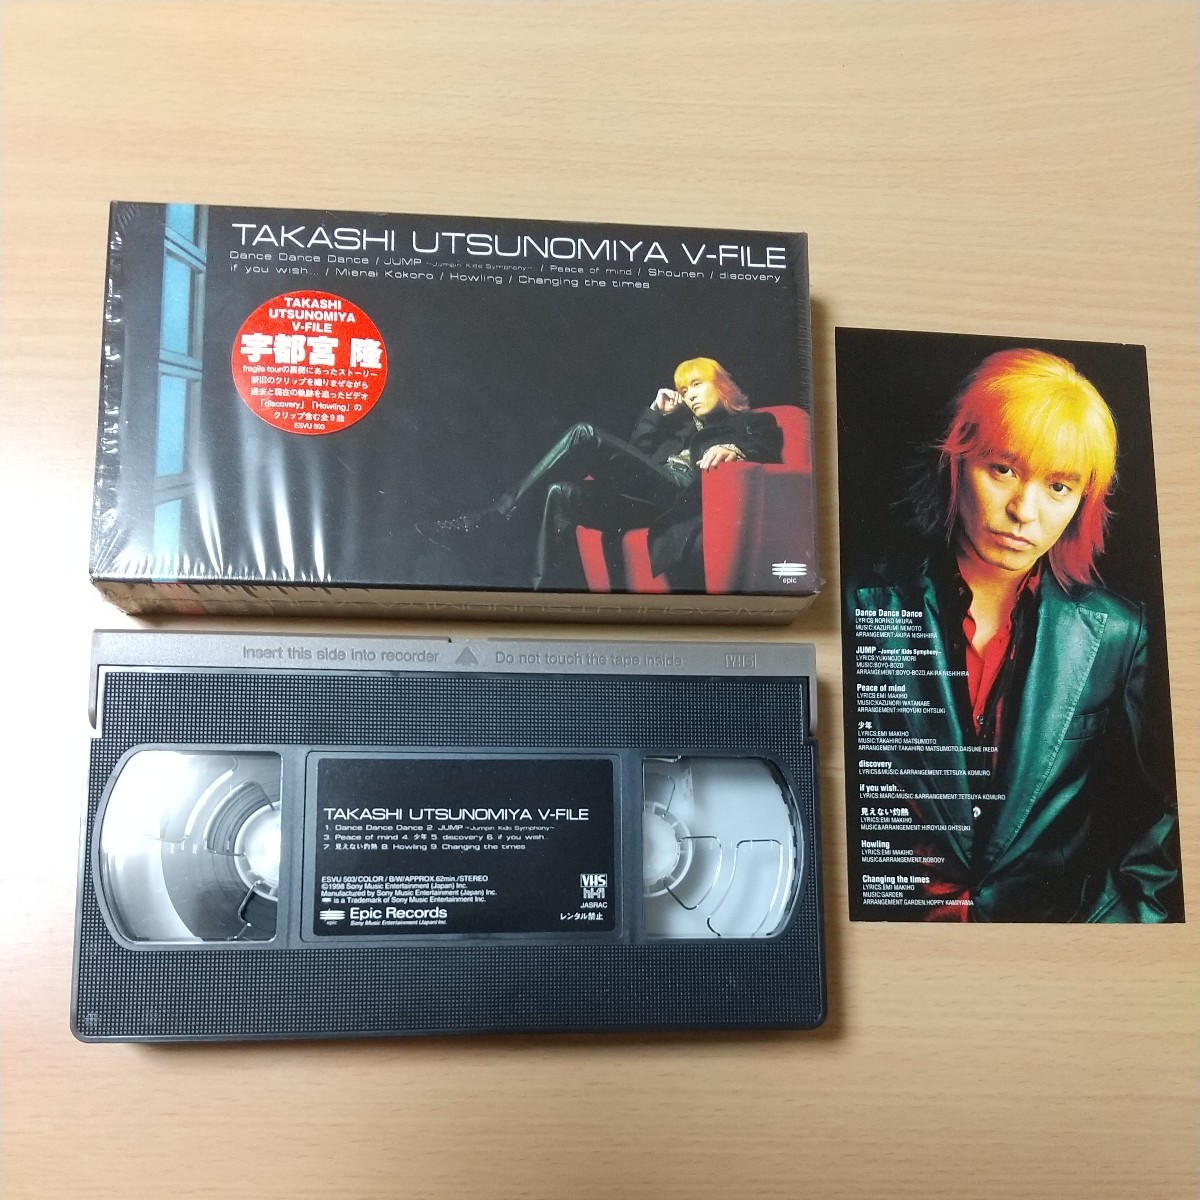 TAKASHI UTSUNOMIYA V-FILE
Dance Dance Dance / JUMP ~Jumpin' Kids Symphony~ / Peace of mind / Shounen / discovery
if you wish... / Mienai Kokoro / Howling / Changing the times
TAKASHI
UTSUNOMIYA
V-FILE
宇都宮 隆
fragile tourの裏側にあったストーリー
新旧のクリップを織りまぜながら
過去と現在の軌跡を追ったビデオ
「discovery」「Howling」の
クリップ含む全9曲
ESVU 503
epic
Insert this side into recorder
Do not touch the tape inside
VHS
TAKASHI UTSUNOMIYA V-FILE
1. Dance Dance Dance 2. JUMP ~Jumpin' Kids Symphony~
3. Peace of mind 4. 少年 5. discovery 6. if you wish...
7. 見えない灼熱 8. Howling 9. Changing the times
ESVU 503/COLOR / B/W/APPROX.62min./STEREO
©1998 Sony Music Entertainment (Japan) Inc.
Manufactured by Sony Music Entertainment (Japan) Inc.
is a Trademark of Sony Music Entertainment Inc.
epic
Epic Records
Sony Music Entertainment (Japan) Inc.
VHS
hi-fi
JASRAC
レンタル禁止
Dance Dance Dance
LYRICS:NORIKO MIURA
MUSIC:KAZUFUMI NEMOTO
ARRANGEMENT:AKIRA NISHIHIRA
JUMP ~Jumpin' Kids Symphony~
LYRICS:YUKINOJO MORI
MUSIC:BOYO-BOZO
ARRANGEMENT:BOYO-BOZO,AKIRA NISHIHIRA
Peace of mind
LYRICS:EMI MAKIHO
MUSIC:KAZUNORI WATANABE
ARRANGEMENT:HIROYUKI OHTSUKI
少年
LYRICS:EMI MAKIHO
MUSIC:TAKAHIRO MATSUMOTO
ARRANGEMENT:TAKAHIRO MATSUMOTO,DAISUKE IKEDA
discovery
LYRICS&MUSIC:&ARRANGEMENT:TETSUYA KOMURO
if you wish...
LYRICS:MARC/MUSIC:&ARRANGEMENT:TETSUYA KOMURO
見えない灼熱
LYRICS:EMI MAKIHO
MUSIC&ARRANGEMENT:HIROYUKI OHTSUKI
Howling
LYRICS:EMI MAKIHO
MUSIC&ARRANGEMENT:NOBODY
Changing the times
LYRICS:EMI MAKIHO
MUSIC:GARDEN
ARRANGEMENT:GARDEN,HOPPY KAMIYAMA